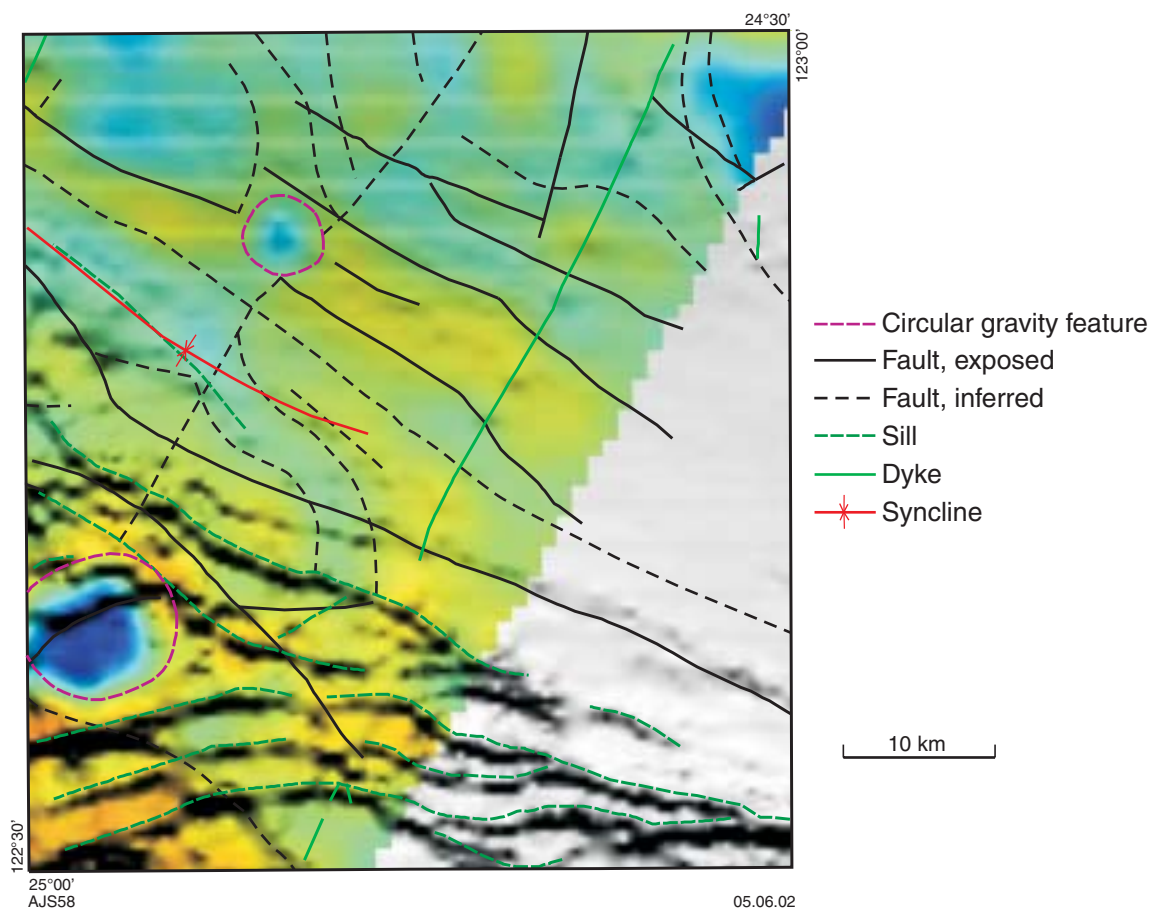 24°30'
123°00'
Circular gravity feature
Fault, exposed
Fault, inferred
Sill
Dyke
Syncline
10 km
122°30'
25°00'
AJS58
05.06.02